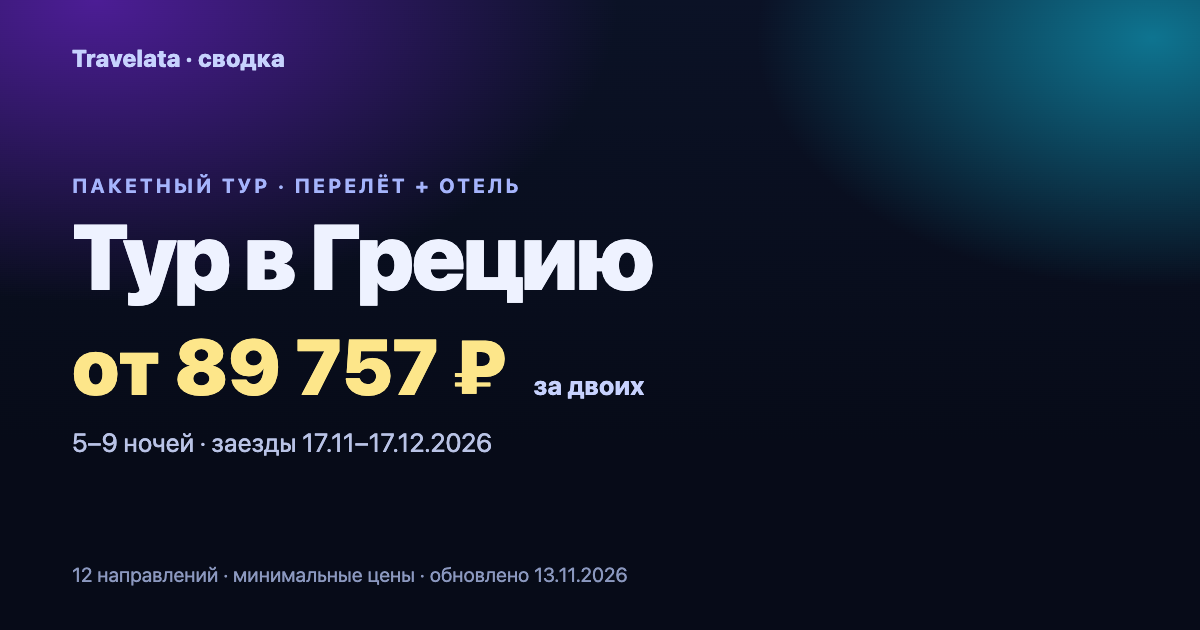 Travelata · сводка
ПАКЕТНЫЙ ТУР · ПЕРЕЛЁТ + ОТЕЛЬ
Тур в Грецию
от 89 757 ₽ за двоих
5–9 ночей · заезды 17.11–17.12.2026
12 направлений · минимальные цены · обновлено 13.11.2026